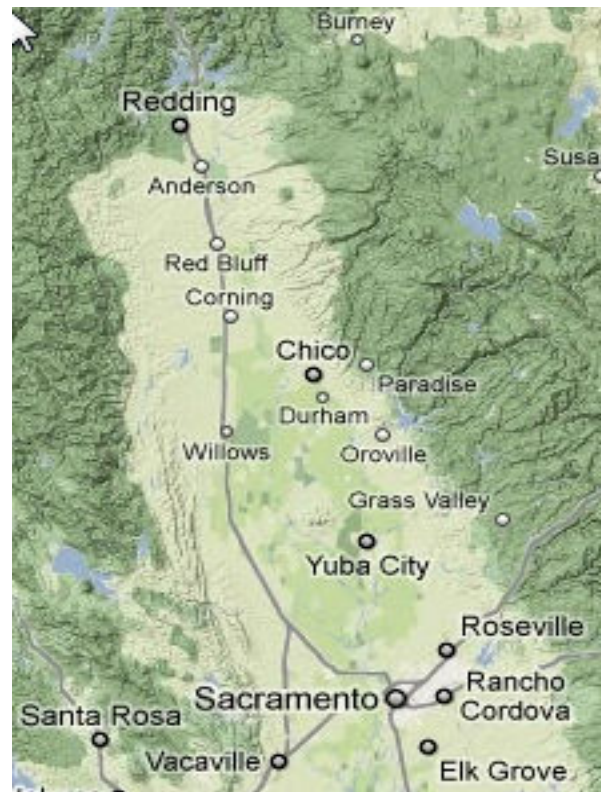 Burney
Redding
Susa
Anderson
Red Bluff
Corning
Chico
Paradise
Durham
Willows
Oroville
Grass Valley
Yuba City
Roseville
Sacramento
Rancho
Cordova
Santa Rosa
Vacaville
Elk Grove